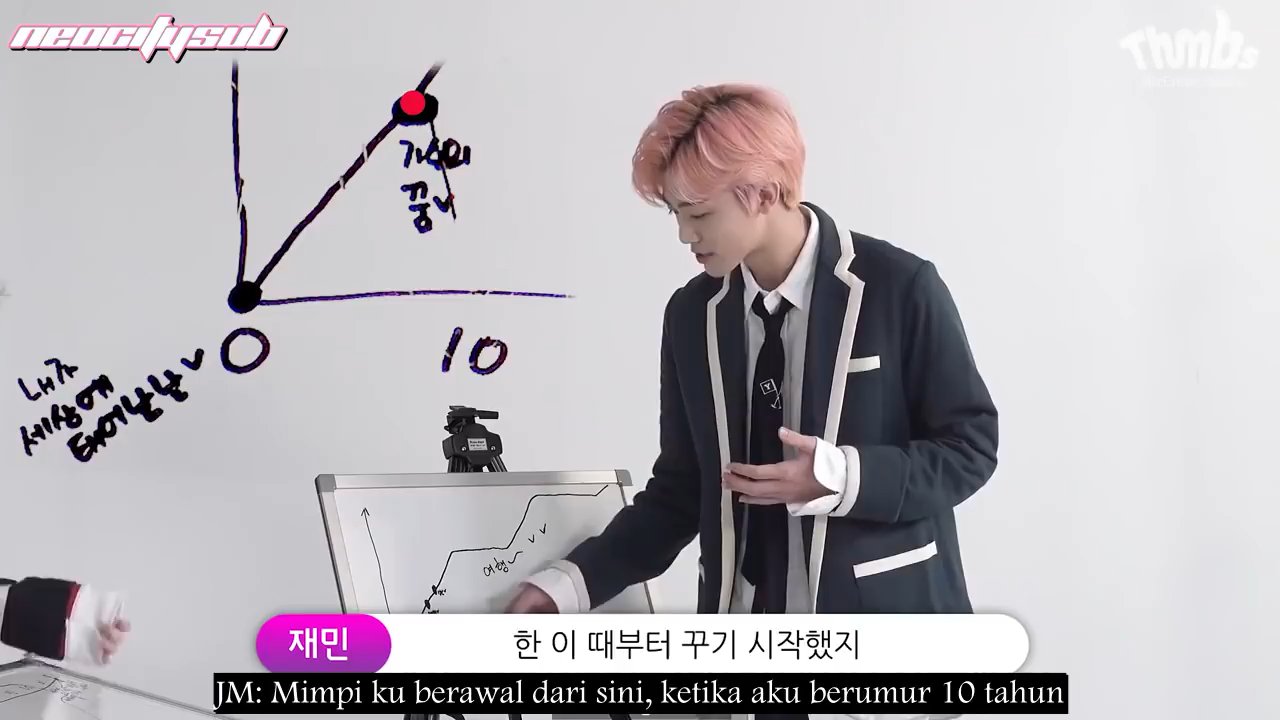 neocitysub
Thmbs
가수의
꿈
0
10
내가
세상에
태어난 날
여행~
재민
한 이 때부터 꾸기 시작했지
JM: Mimpi ku berawal dari sini, ketika aku berumur 10 tahun